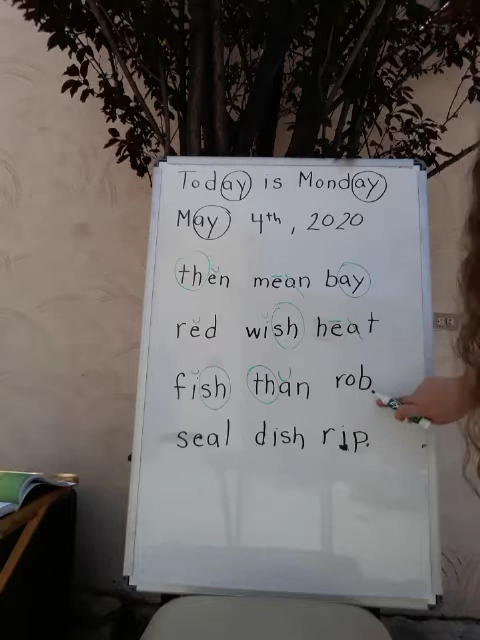 Today is Monday
May 4th, 2020
then mean bay
red wish heat
fish than rob
seal dish rip.